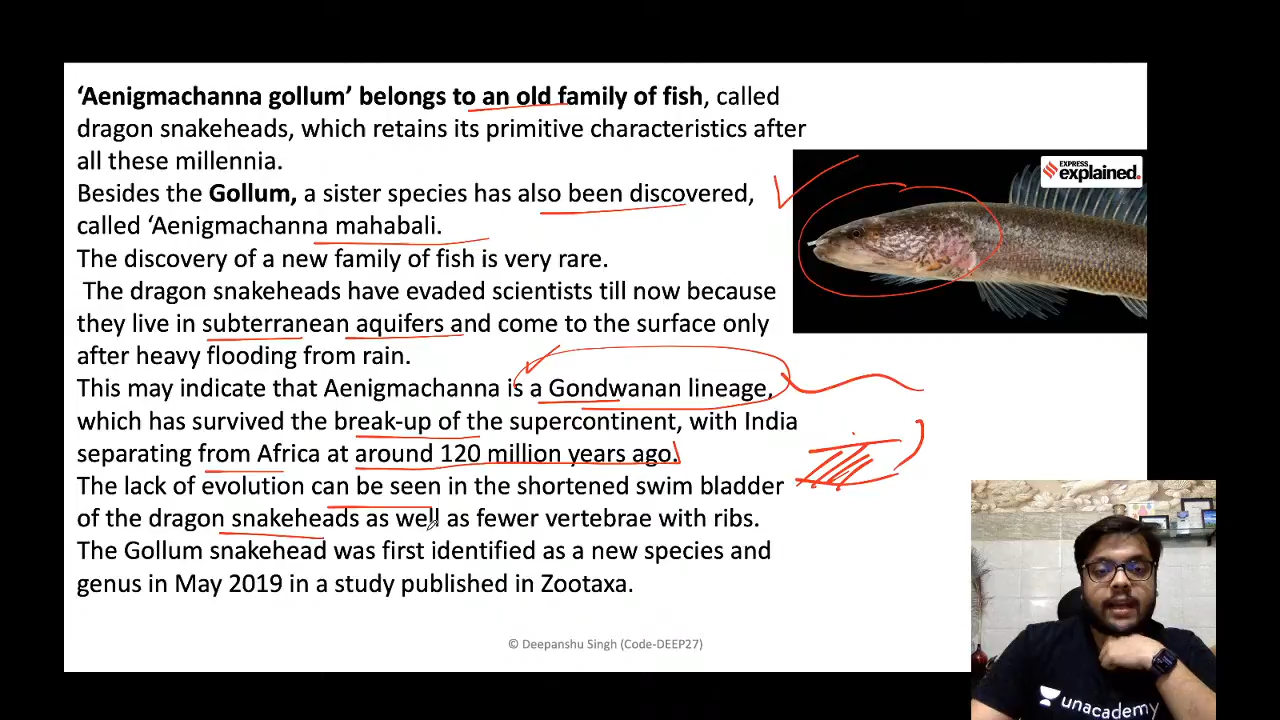 ‘Aenigmachanna gollum’ belongs to an old family of fish, called
dragon snakeheads, which retains its primitive characteristics after
all these millennia.
Besides the Gollum, a sister species has also been discovered,
called ‘Aenigmachanna mahabali.
The discovery of a new family of fish is very rare.
The dragon snakeheads have evaded scientists till now because
they live in subterranean aquifers and come to the surface only
after heavy flooding from rain.
This may indicate that Aenigmachanna is a Gondwanan lineage,
which has survived the break-up of the supercontinent, with India
separating from Africa at around 120 million years ago.
The lack of evolution can be seen in the shortened swim bladder
of the dragon snakeheads as well as fewer vertebrae with ribs.
The Gollum snakehead was first identified as a new species and
genus in May 2019 in a study published in Zootaxa.
EXPRESS
explained.
© Deepanshu Singh (Code-DEEP27)
unacademy